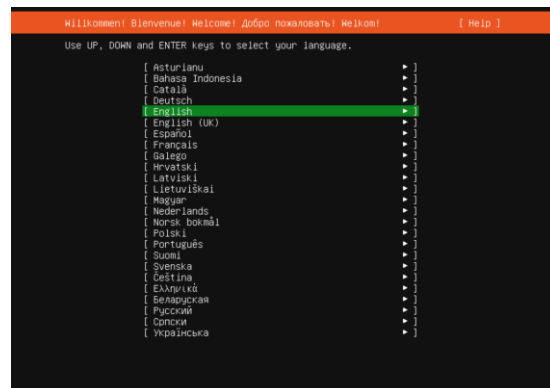 Willkommen! Bienvenue! Welcome! Добро пожаловать! Welkom! [ Help ]
Use UP, DOWN and ENTER keys to select your language.
[ Asturianu ► ]
[ Bahasa Indonesia ► ]
[ Català ► ]
[ Deutsch ► ]
[ English ► ]
[ English (UK) ► ]
[ Español ► ]
[ Français ► ]
[ Galego ► ]
[ Hrvatski ► ]
[ Latviski ► ]
[ Lietuviškai ► ]
[ Magyar ► ]
[ Nederlands ► ]
[ Norsk bokmål ► ]
[ Polski ► ]
[ Português ► ]
[ Suomi ► ]
[ Svenska ► ]
[ Čeština ► ]
[ Ελληνικά ► ]
[ Беларуская ► ]
[ Русский ► ]
[ Српски ► ]
[ Українська ► ]